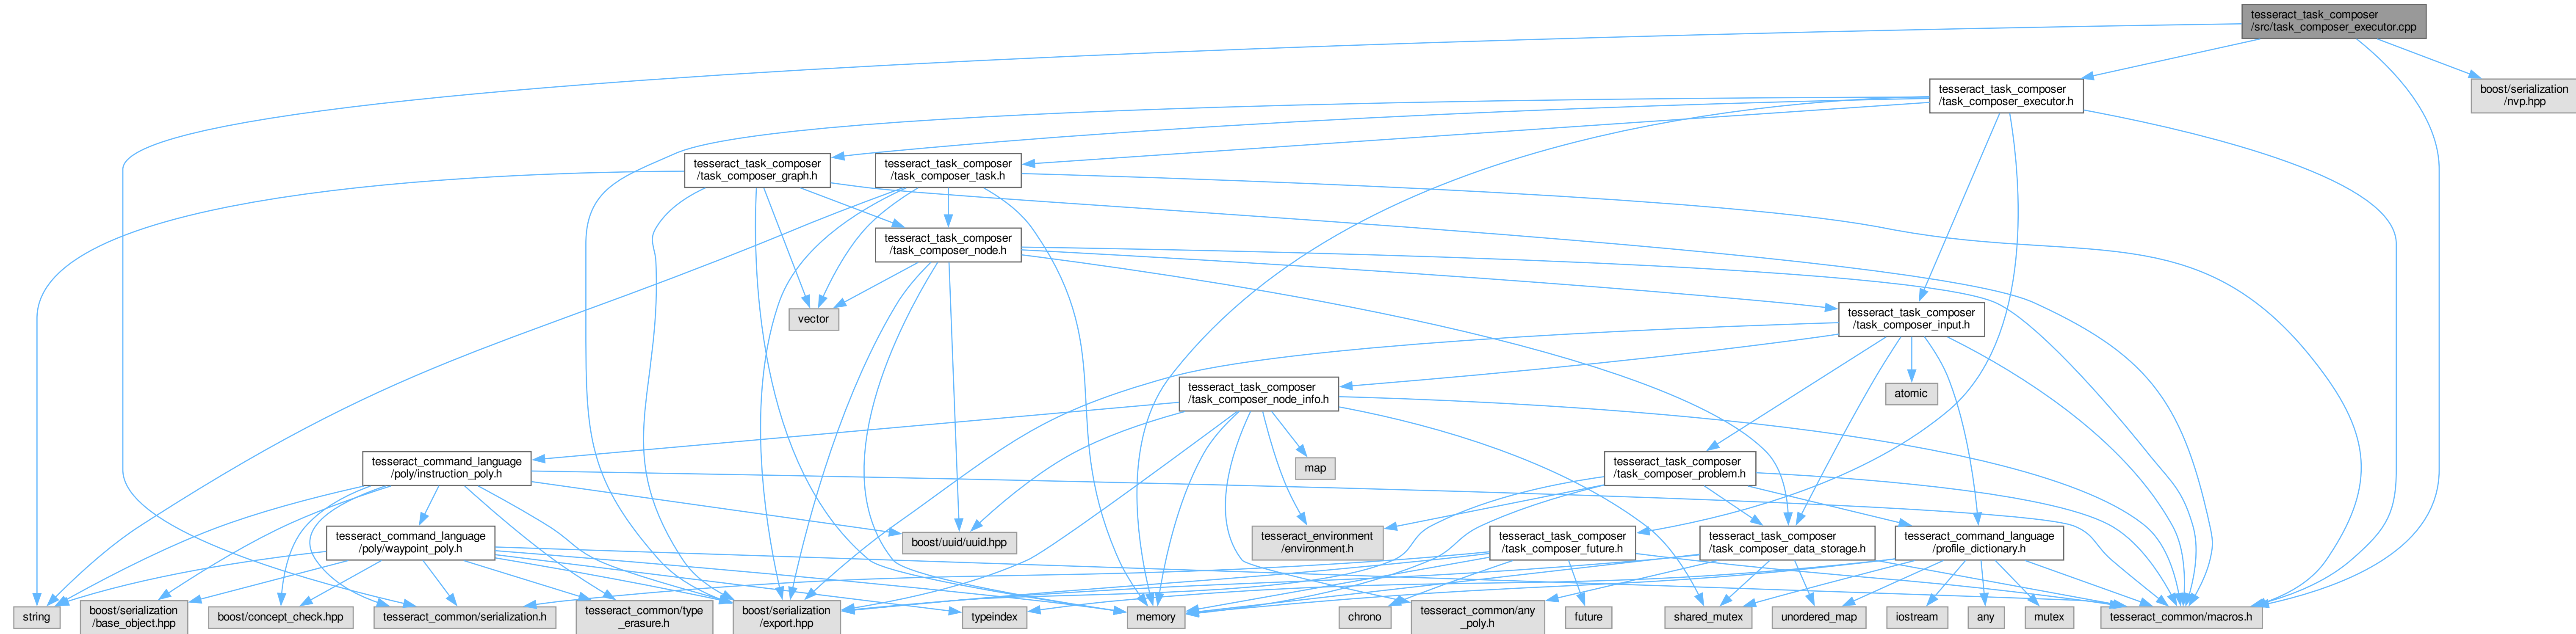 tesseract_task_composer
/src/task_composer_executor.cpp
tesseract_task_composer
/task_composer_executor.h
boost/serialization
/nvp.hpp
tesseract_task_composer
/task_composer_graph.h
tesseract_task_composer
/task_composer_task.h
tesseract_task_composer
/task_composer_node.h
vector
tesseract_task_composer
/task_composer_input.h
tesseract_task_composer
/task_composer_node_info.h
atomic
tesseract_command_language
/poly/instruction_poly.h
map
tesseract_task_composer
/task_composer_problem.h
tesseract_command_language
/poly/waypoint_poly.h
boost/uuid/uuid.hpp
tesseract_environment
/environment.h
tesseract_task_composer
/task_composer_future.h
tesseract_task_composer
/task_composer_data_storage.h
tesseract_command_language
/profile_dictionary.h
string
boost/serialization
/base_object.hpp
boost/concept_check.hpp
tesseract_common/serialization.h
tesseract_common/type
_erasure.h
boost/serialization
/export.hpp
typeindex
memory
chrono
tesseract_common/any
_poly.h
future
shared_mutex
unordered_map
iostream
any
mutex
tesseract_common/macros.h